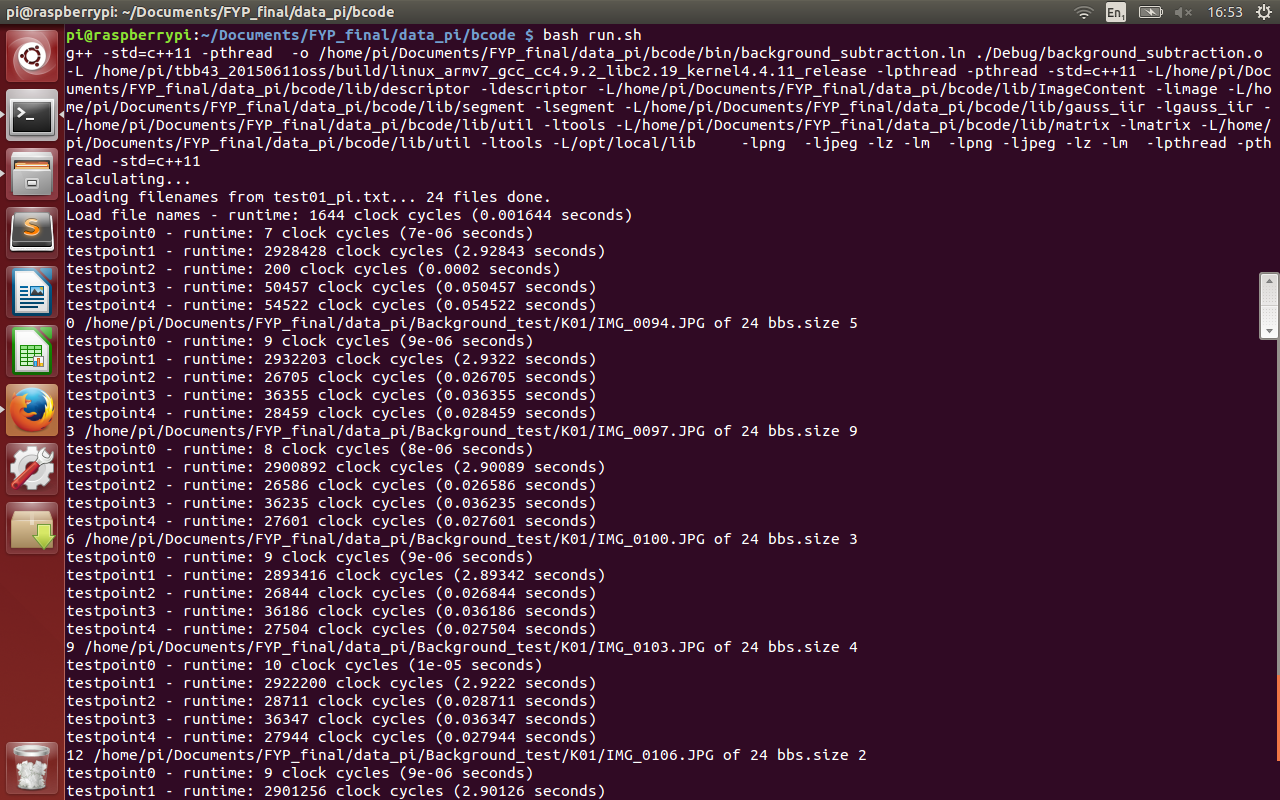 pi@raspberrypi: ~/Documents/FYP_final/data_pi/bcode
En1
16:53
pi@raspberrypi:~/Documents/FYP_final/data_pi/bcode $ bash run.sh
g++ -std=c++11 -pthread  -o /home/pi/Documents/FYP_final/data_pi/bcode/bin/background_subtraction.ln ./Debug/background_subtraction.o
-L /home/pi/tbb43_20150611oss/build/linux_armv7_gcc_cc4.9.2_libc2.19_kernel4.4.11_release -lpthread -pthread -std=c++11 -L/home/pi/Doc
uments/FYP_final/data_pi/bcode/lib/descriptor -ldescriptor -L/home/pi/Documents/FYP_final/data_pi/bcode/lib/ImageContent -limage -L/ho
me/pi/Documents/FYP_final/data_pi/bcode/lib/segment -lsegment -L/home/pi/Documents/FYP_final/data_pi/bcode/lib/gauss_iir -lgauss_iir -
L/home/pi/Documents/FYP_final/data_pi/bcode/lib/util -ltools -L/home/pi/Documents/FYP_final/data_pi/bcode/lib/matrix -lmatrix -L/home/
pi/Documents/FYP_final/data_pi/bcode/lib/util -ltools -L/opt/local/lib     -lpng  -ljpeg -lz -lm  -lpng -ljpeg -lz -lm  -lpthread -pth
read -std=c++11
calculating...
Loading filenames from test01_pi.txt... 24 files done.
Load file names - runtime: 1644 clock cycles (0.001644 seconds)
testpoint0 - runtime: 7 clock cycles (7e-06 seconds)
testpoint1 - runtime: 2928428 clock cycles (2.92843 seconds)
testpoint2 - runtime: 200 clock cycles (0.0002 seconds)
testpoint3 - runtime: 50457 clock cycles (0.050457 seconds)
testpoint4 - runtime: 54522 clock cycles (0.054522 seconds)
0 /home/pi/Documents/FYP_final/data_pi/Background_test/K01/IMG_0094.JPG of 24 bbs.size 5
testpoint0 - runtime: 9 clock cycles (9e-06 seconds)
testpoint1 - runtime: 2932203 clock cycles (2.9322 seconds)
testpoint2 - runtime: 26705 clock cycles (0.026705 seconds)
testpoint3 - runtime: 36355 clock cycles (0.036355 seconds)
testpoint4 - runtime: 28459 clock cycles (0.028459 seconds)
3 /home/pi/Documents/FYP_final/data_pi/Background_test/K01/IMG_0097.JPG of 24 bbs.size 9
testpoint0 - runtime: 8 clock cycles (8e-06 seconds)
testpoint1 - runtime: 2900892 clock cycles (2.90089 seconds)
testpoint2 - runtime: 26586 clock cycles (0.026586 seconds)
testpoint3 - runtime: 36235 clock cycles (0.036235 seconds)
testpoint4 - runtime: 27601 clock cycles (0.027601 seconds)
6 /home/pi/Documents/FYP_final/data_pi/Background_test/K01/IMG_0100.JPG of 24 bbs.size 3
testpoint0 - runtime: 9 clock cycles (9e-06 seconds)
testpoint1 - runtime: 2893416 clock cycles (2.89342 seconds)
testpoint2 - runtime: 26844 clock cycles (0.026844 seconds)
testpoint3 - runtime: 36186 clock cycles (0.036186 seconds)
testpoint4 - runtime: 27504 clock cycles (0.027504 seconds)
9 /home/pi/Documents/FYP_final/data_pi/Background_test/K01/IMG_0103.JPG of 24 bbs.size 4
testpoint0 - runtime: 10 clock cycles (1e-05 seconds)
testpoint1 - runtime: 2922200 clock cycles (2.9222 seconds)
testpoint2 - runtime: 28711 clock cycles (0.028711 seconds)
testpoint3 - runtime: 36347 clock cycles (0.036347 seconds)
testpoint4 - runtime: 27944 clock cycles (0.027944 seconds)
12 /home/pi/Documents/FYP_final/data_pi/Background_test/K01/IMG_0106.JPG of 24 bbs.size 2
testpoint0 - runtime: 9 clock cycles (9e-06 seconds)
testpoint1 - runtime: 2901256 clock cycles (2.90126 seconds)